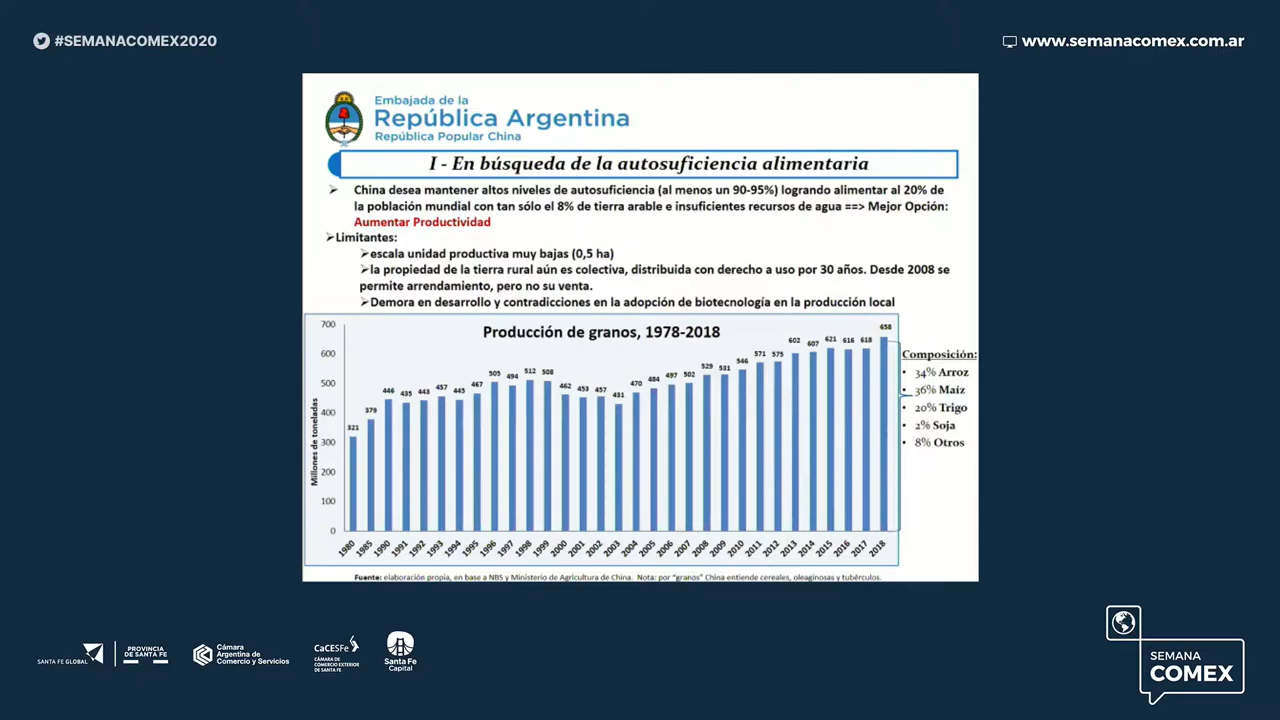 #SEMANACOMEX2020
www.semanacomex.com.ar
Embajada de la
República Argentina
República Popular China
I - En búsqueda de la autosuficiencia alimentaria
China desea mantener altos niveles de autosuficiencia (al menos un 90-95%) logrando alimentar al 20% de
la población mundial con tan sólo el 8% de tierra arable e insuficientes recursos de agua ==> Mejor Opción:
Aumentar Productividad
Limitantes:
escala unidad productiva muy bajas (0,5 ha)
la propiedad de la tierra rural aún es colectiva, distribuida con derecho a uso por 30 años. Desde 2008 se
permite arrendamiento, pero no su venta.
Demora en desarrollo y contradicciones en la adopción de biotecnología en la producción local
Producción de granos, 1978-2018
Millones de toneladas
700
600
500
400
300
200
100
0
321
379
446
435
443
457
445
467
505
494
512
508
462
453
457
431
470
484
497
502
529
531
546
571
575
602
607
621
616
618
658
1980
1985
1990
1991
1992
1993
1994
1995
1996
1997
1998
1999
2000
2001
2002
2003
2004
2005
2006
2007
2008
2009
2010
2011
2012
2013
2014
2015
2016
2017
2018
Composición:
• 34% Arroz
• 36% Maíz
• 20% Trigo
• 2% Soja
• 8% Otros
Fuente: elaboración propia, en base a NBS y Ministerio de Agricultura de China. Nota: por "granos" China entiende cereales, oleaginosas y tubérculos.
SANTA FE GLOBAL
PROVINCIA
DE SANTA FE
Cámara
Argentina de
Comercio y Servicios
CaCESFe
CÁMARA DE
COMERCIO EXTERIOR
DE SANTA FE
Santa Fe
Capital
SEMANA
COMEX